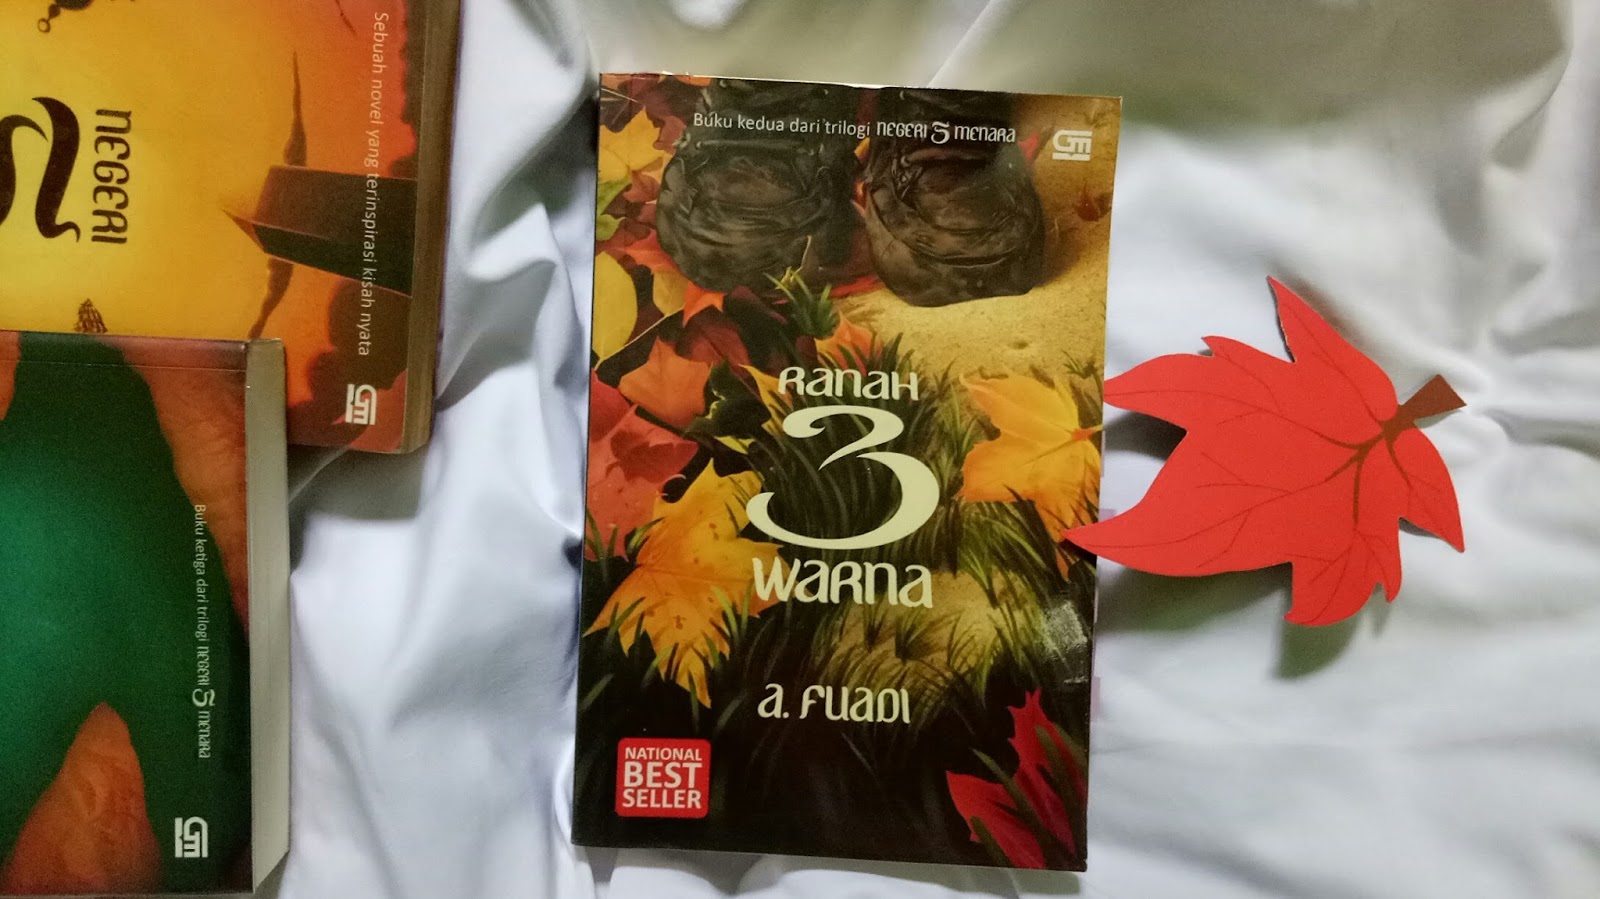 Sebuah novel yang terinspirasi kisah nyata
NEGERI
5
GM
Buku ketiga dari trilogi NEGERI 5 MENARA
GM
Buku kedua dari trilogi NEGERI 5 MENARA
GM
RANAH
3
WARNA
A. FUADI
NATIONAL
BEST
SELLER